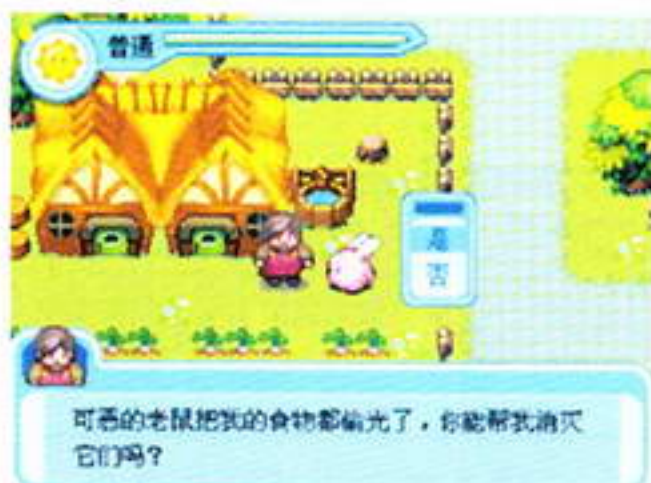 普通
是
否
可恶的老鼠把我的食物都偷光了，你能帮我消灭
它们吗？